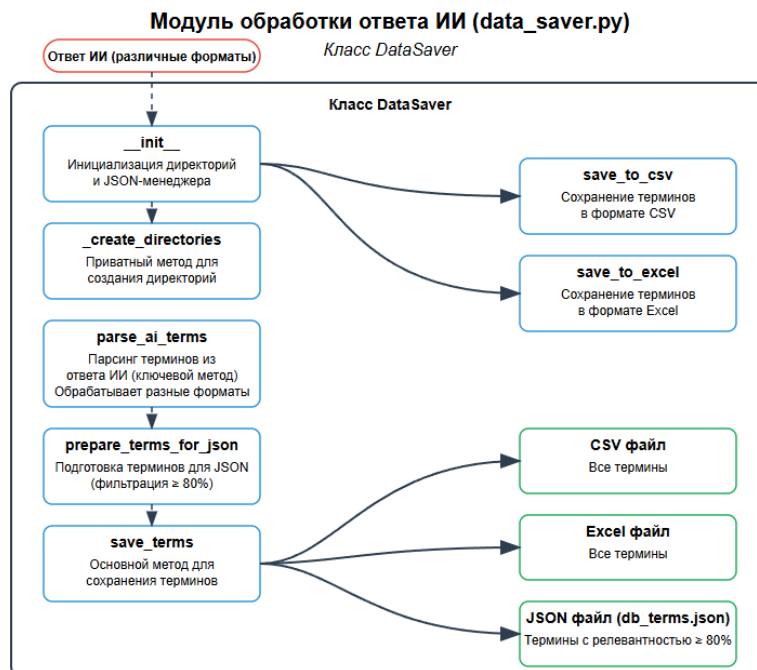 Модуль обработки ответа ИИ (data_saver.py)
Класс DataSaver
Ответ ИИ (различные форматы)
Класс DataSaver
__init__
Инициализация директорий
и JSON-менеджера
save_to_csv
Сохранение терминов
в формате CSV
_create_directories
Приватный метод для
создания директорий
save_to_excel
Сохранение терминов
в формате Excel
parse_ai_terms
Парсинг терминов из
ответа ИИ (ключевой метод)
Обрабатывает разные форматы
prepare_terms_for_json
Подготовка терминов для JSON
(фильтрация ≥ 80%)
CSV файл
Все термины
save_terms
Основной метод для
сохранения терминов
Excel файл
Все термины
JSON файл (db_terms.json)
Термины с релевантностью ≥ 80%